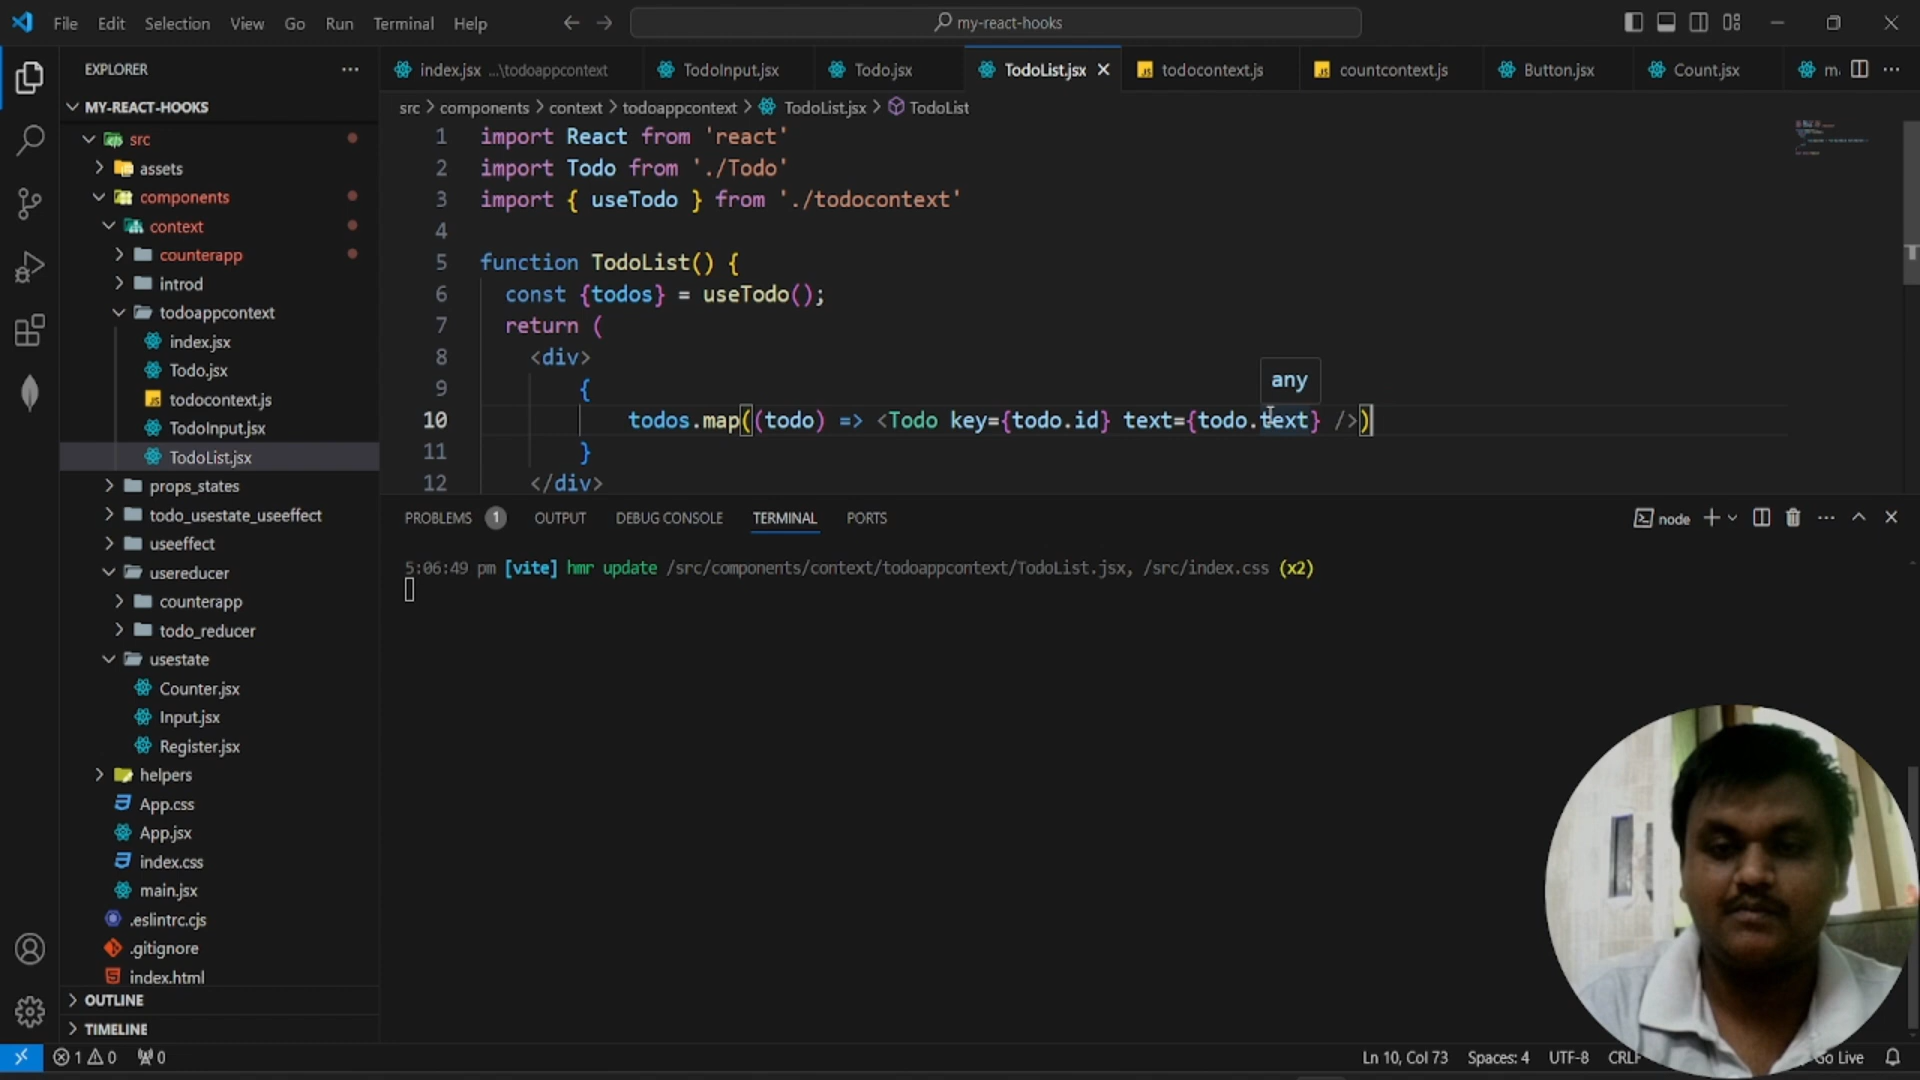 File Edit Selection View Go Run Terminal Help
my-react-hooks
EXPLORER
MY-REACT-HOOKS
src
assets
components
context
counterapp
introd
todoappcontext
index.jsx
Todo.jsx
todocontext.js
TodoInput.jsx
TodoList.jsx
props_states
todo_usestate_useeffect
useeffect
usereducer
counterapp
todo_reducer
usestate
Counter.jsx
Input.jsx
Register.jsx
helpers
App.css
App.jsx
index.css
main.jsx
.eslintrc.cjs
.gitignore
index.html
OUTLINE
TIMELINE
index.jsx ...\todoappcontext TodoInput.jsx Todo.jsx TodoList.jsx todocontext.js countcontext.js Button.jsx Count.jsx
src > components > context > todoappcontext > TodoList.jsx > TodoList
1 import React from 'react'
2 import Todo from './Todo'
3 import { useTodo } from './todocontext'
4
5 function TodoList() {
6 const {todos} = useTodo();
7 return (
8 <div>
9 {
any
10 todos.map((todo) => <Todo key={todo.id} text={todo.text} />)
11 }
12 </div>
PROBLEMS 1 OUTPUT DEBUG CONSOLE TERMINAL PORTS
node
5:06:49 pm [vite] hmr update /src/components/context/todoappcontext/TodoList.jsx, /src/index.css (x2)
1 0 0
Ln 10, Col 73 Spaces: 4 UTF-8 CRLF Go Live